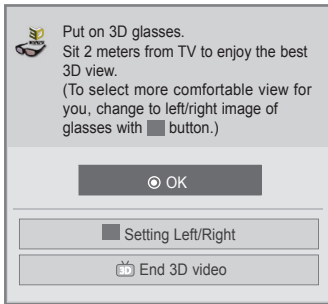 Put on 3D glasses.
Sit 2 meters from TV to enjoy the best
3D view.
(To select more comfortable view for
you, change to left/right image of
glasses with button.)
OK
Setting Left/Right
3D End 3D video